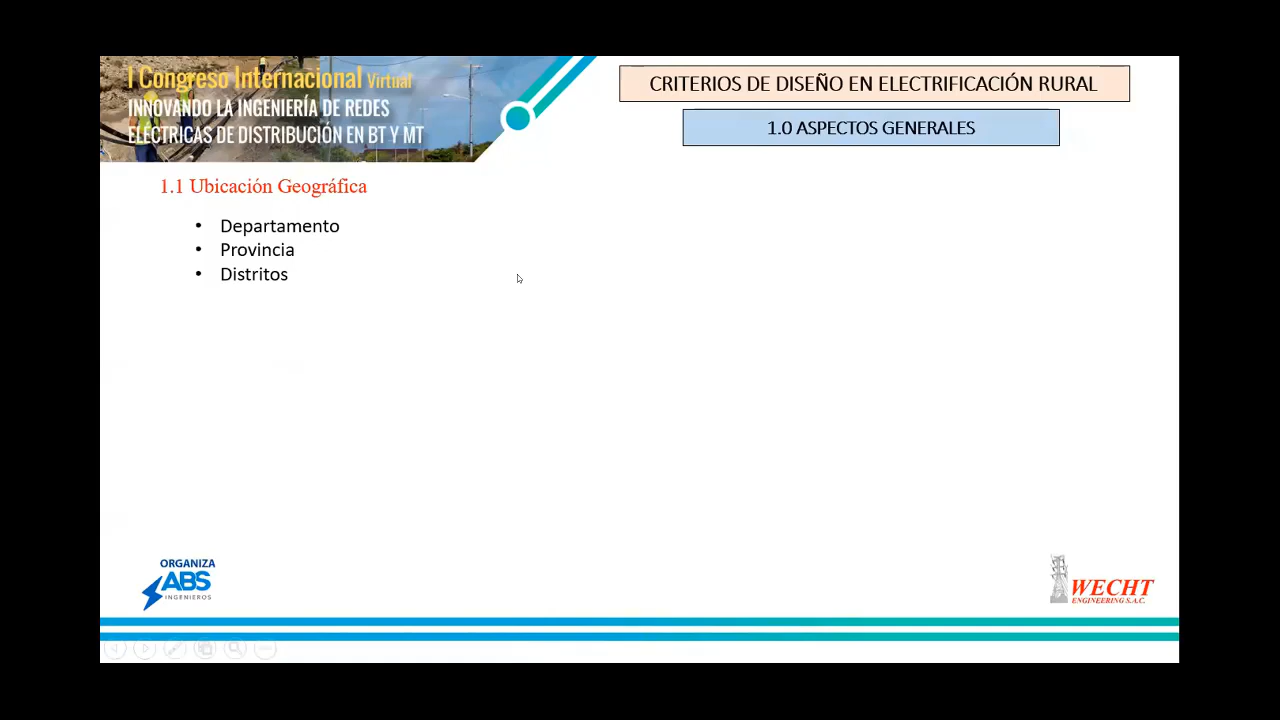 I Congreso Internacional Virtual
INNOVANDO LA INGENIERÍA DE REDES
ELÉCTRICAS DE DISTRIBUCIÓN EN BT Y MT
CRITERIOS DE DISEÑO EN ELECTRIFICACIÓN RURAL
1.0 ASPECTOS GENERALES
1.1 Ubicación Geográfica
• Departamento
• Provincia
• Distritos
ORGANIZA
ABS
INGENIEROS
WECHT
ENGINEERING S.A.C.